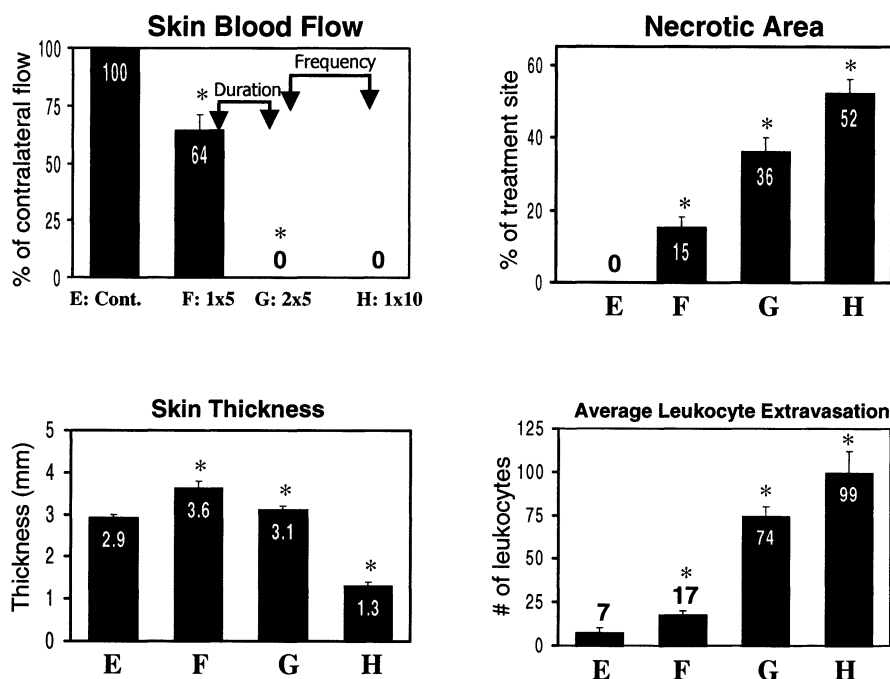 Skin Blood Flow
% of contralateral flow
100
75
50
25
0
100
*
64
Duration
Frequency
*
0
0
E: Cont.
F: 1x5
G: 2x5
H: 1x10
Necrotic Area
% of treatment site
60
40
20
0
0
*
15
*
36
*
52
E
F
G
H
Skin Thickness
Thickness (mm)
5
4
3
2
1
0
2.9
*
3.6
*
3.1
*
1.3
E
F
G
H
Average Leukocyte Extravasation
# of leukocytes
125
100
75
50
25
0
7
*
17
*
74
*
99
E
F
G
H